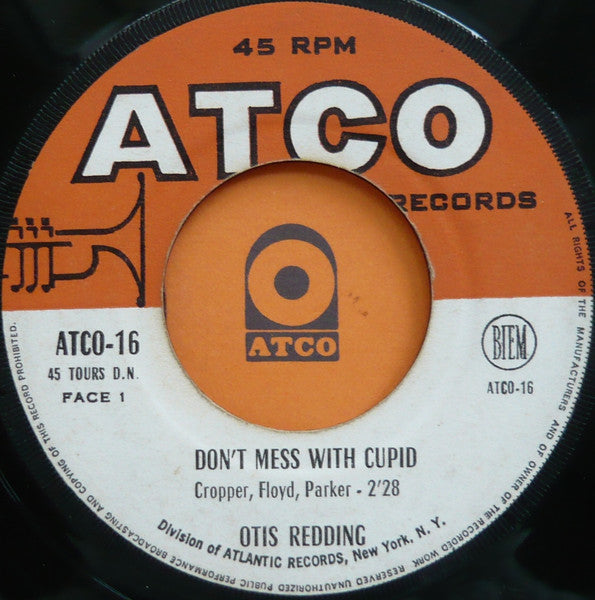 45 RPM
ATCO
RECORDS
ATCO
ATCO-16
45 TOURS D.N.
FACE 1
BIEM
ATCO-16
DON'T MESS WITH CUPID
Cropper, Floyd, Parker - 2'28
OTIS REDDING
Division of ATLANTIC RECORDS, New York, N. Y.
ALL RIGHTS OF THE MANUFACTURERS AND OF THE OWNER OF THE RECORDED WORK RESERVED UNAUTHORIZED PUBLIC PERFORMANCE BROADCASTING AND COPYING OF THIS RECORD PROHIBITED.